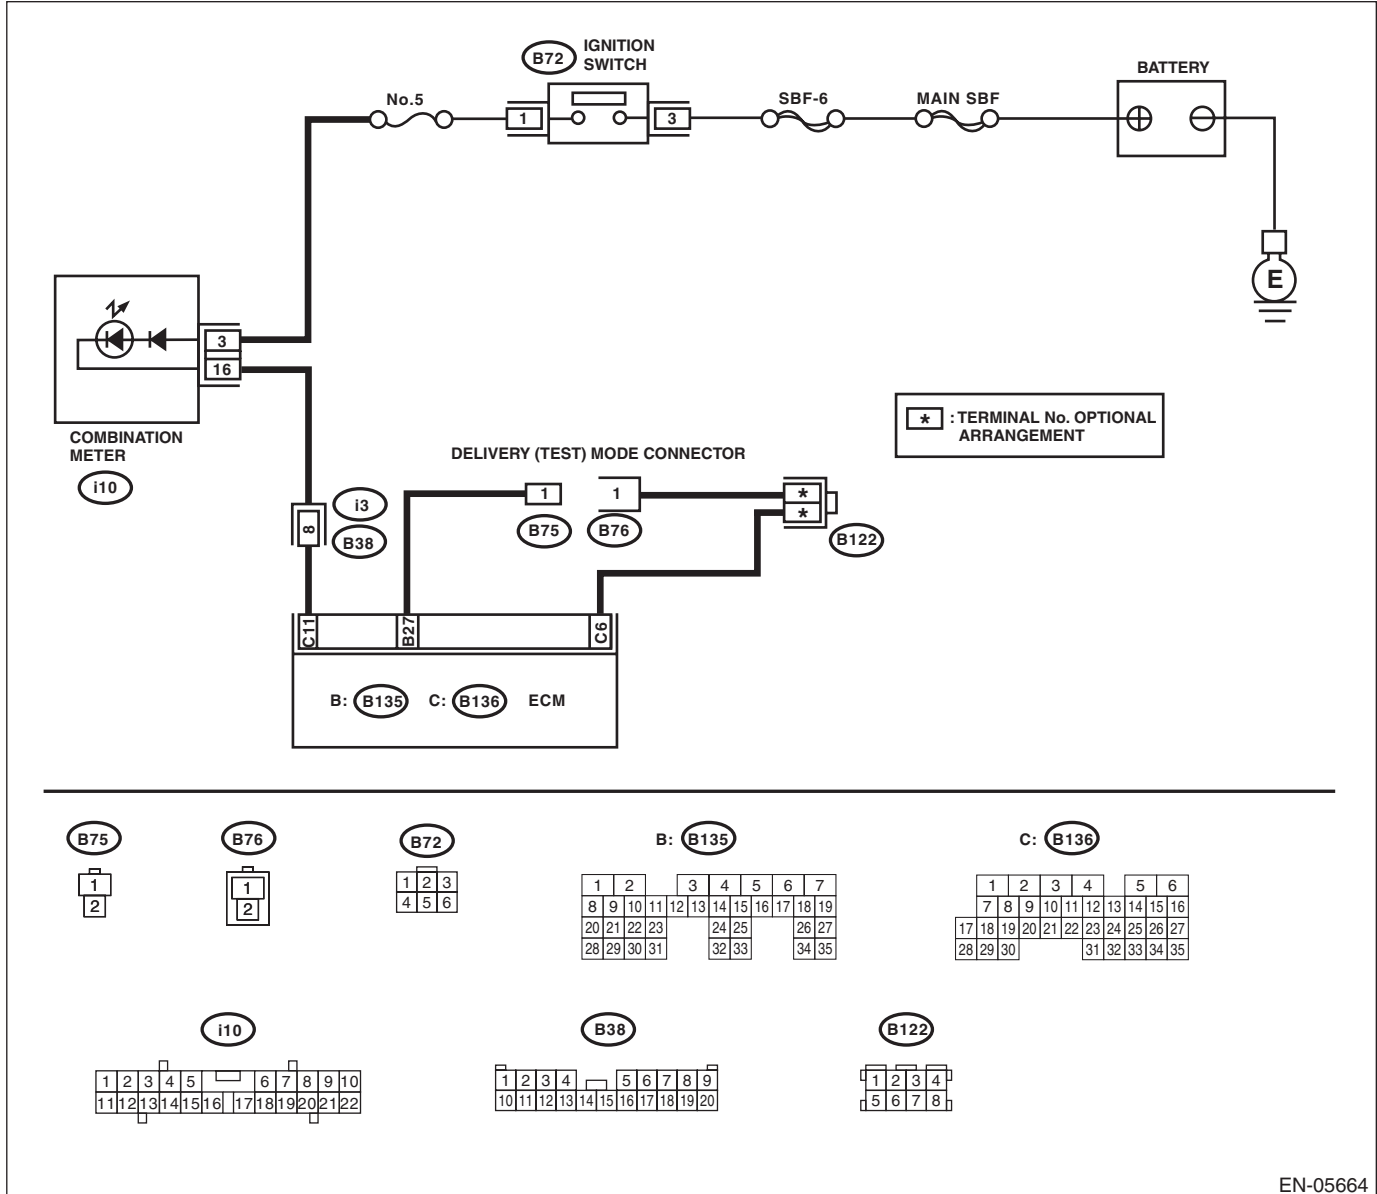 B72
IGNITION
SWITCH
BATTERY
No.5
SBF-6
MAIN SBF
1
3
E
3
16
COMBINATION
METER
i10
* : TERMINAL No. OPTIONAL
ARRANGEMENT
DELIVERY (TEST) MODE CONNECTOR
1
1
*
*
B75
B76
B122
i3
8
B38
C11
B27
C6
B: B135 C: B136 ECM
B75
B76
B72
B: B135
C: B136
1
2
1
2
1 2 3
4 5 6
1 2 3 4 5 6 7
8 9 10 11 12 13 14 15 16 17 18 19
20 21 22 23 24 25 26 27
28 29 30 31 32 33 34 35
1 2 3 4 5 6
7 8 9 10 11 12 13 14 15 16
17 18 19 20 21 22 23 24 25 26 27
28 29 30 31 32 33 34 35
i10
B38
B122
1 2 3 4 5 6 7 8 9 10
11 12 13 14 15 16 17 18 19 20 21 22
1 2 3 4 5 6 7 8 9
10 11 12 13 14 15 16 17 18 19 20
1 2 3 4
5 6 7 8
EN-05664